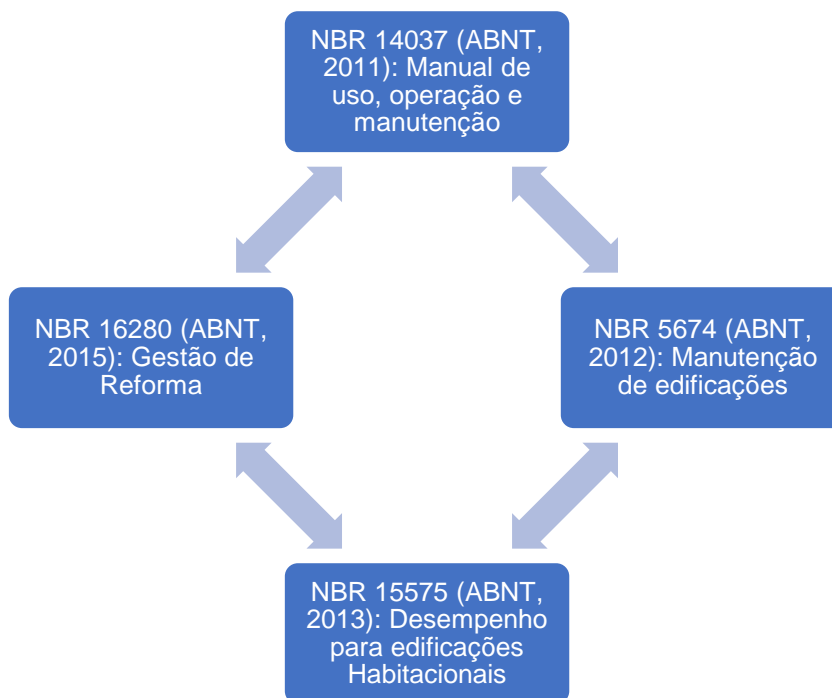 NBR 14037 (ABNT,
2011): Manual de
uso, operação e
manutenção
NBR 16280 (ABNT,
2015): Gestão de
Reforma
NBR 5674 (ABNT,
2012): Manutenção
de edificações
NBR 15575 (ABNT,
2013): Desempenho
para edificações
Habitacionais